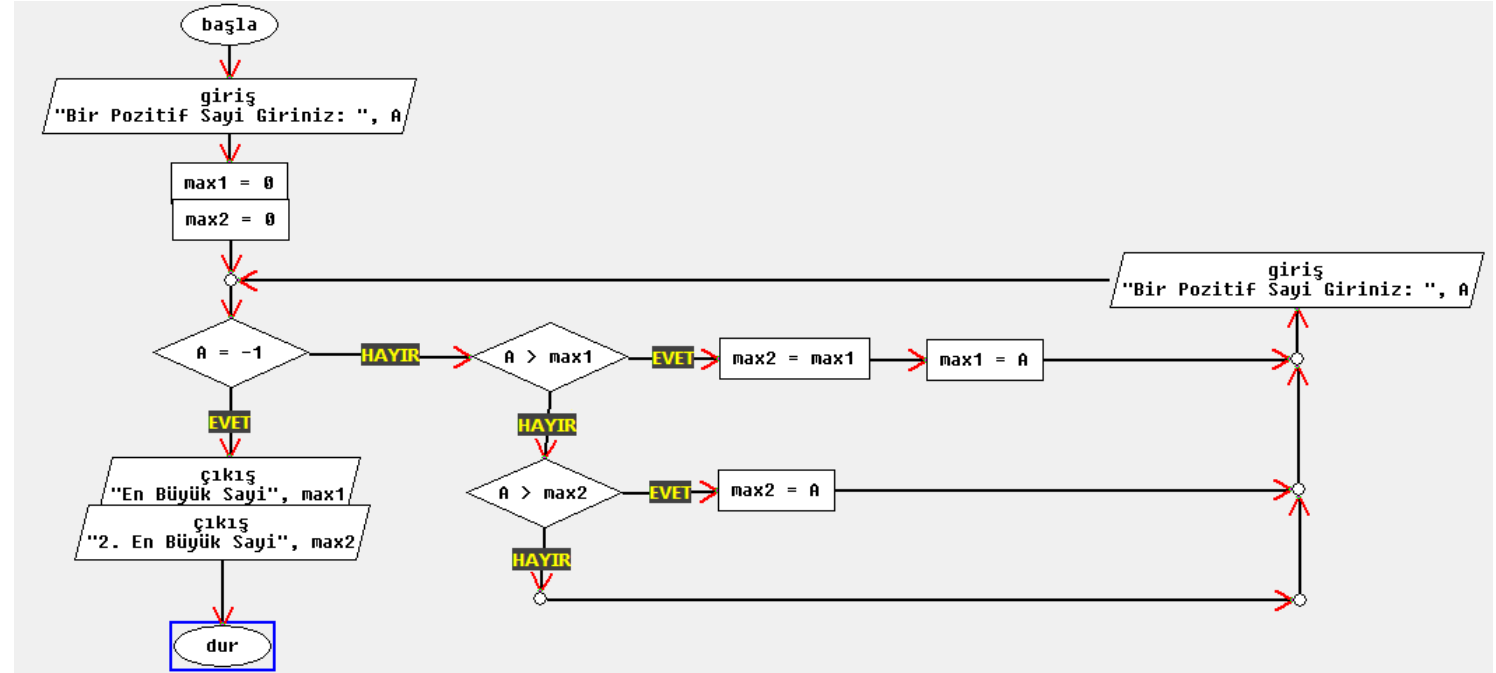 başla
giriş
"Bir Pozitif Sayi Giriniz: ", A
max1 = 0
max2 = 0
giriş
"Bir Pozitif Sayi Giriniz: ", A
A = -1
HAYIR
A > max1
EVET
max2 = max1
max1 = A
EVET
HAYIR
çıkış
"En Büyük Sayi", max1
A > max2
EVET
max2 = A
çıkış
"2. En Büyük Sayi", max2
HAYIR
dur